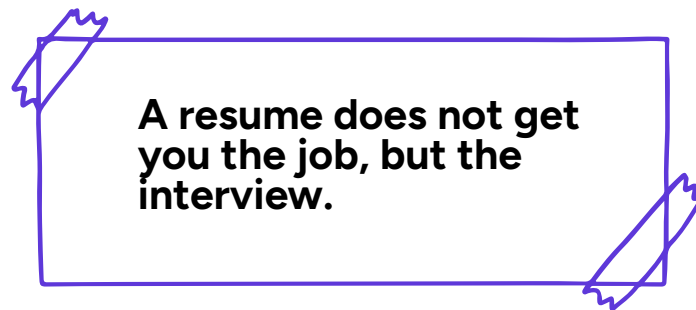 A resume does not get
you the job, but the
interview.